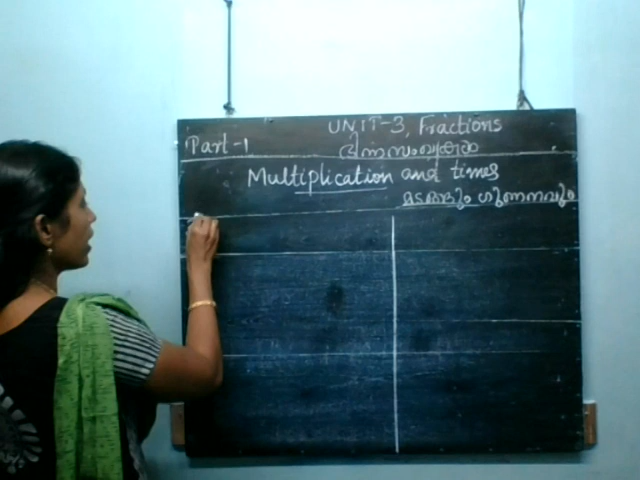 UNIT-3, Fractions
Part-1 ഭിന്നസംഖ്യകൾ
Multiplication and times
മടങ്ങും ഗുണനവും